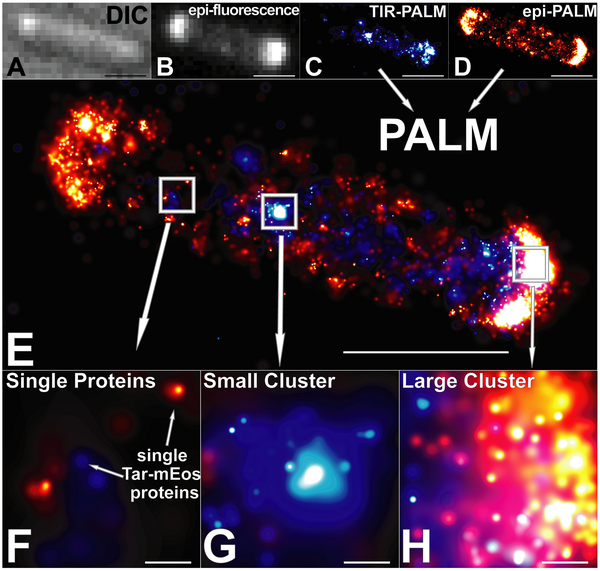 DIC
epi-fluorescence
TIR-PALM
epi-PALM
A
B
C
D
PALM
E
Single Proteins
Small Cluster
Large Cluster
single
Tar-mEos
proteins
F
G
H